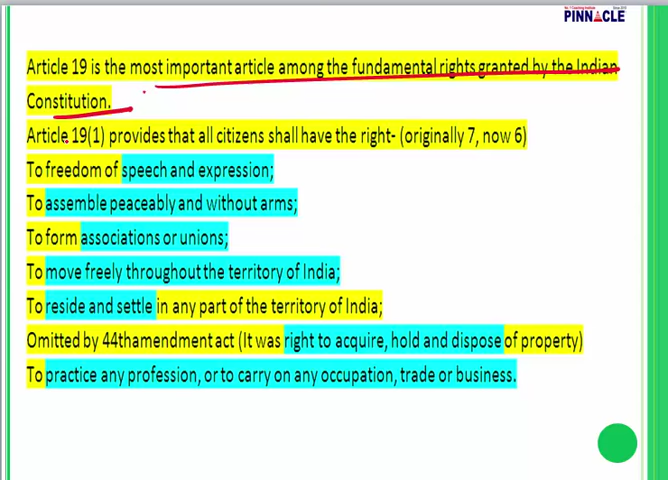 PINNACLE
Article 19 is the most important article among the fundamental rights granted by the Indian
Constitution.
Article 19(1) provides that all citizens shall have the right- (originally 7, now 6)
To freedom of speech and expression;
To assemble peaceably and without arms;
To form associations or unions;
To move freely throughout the territory of India;
To reside and settle in any part of the territory of India;
Omitted by 44thamendment act (It was right to acquire, hold and dispose of property)
To practice any profession, or to carry on any occupation, trade or business.